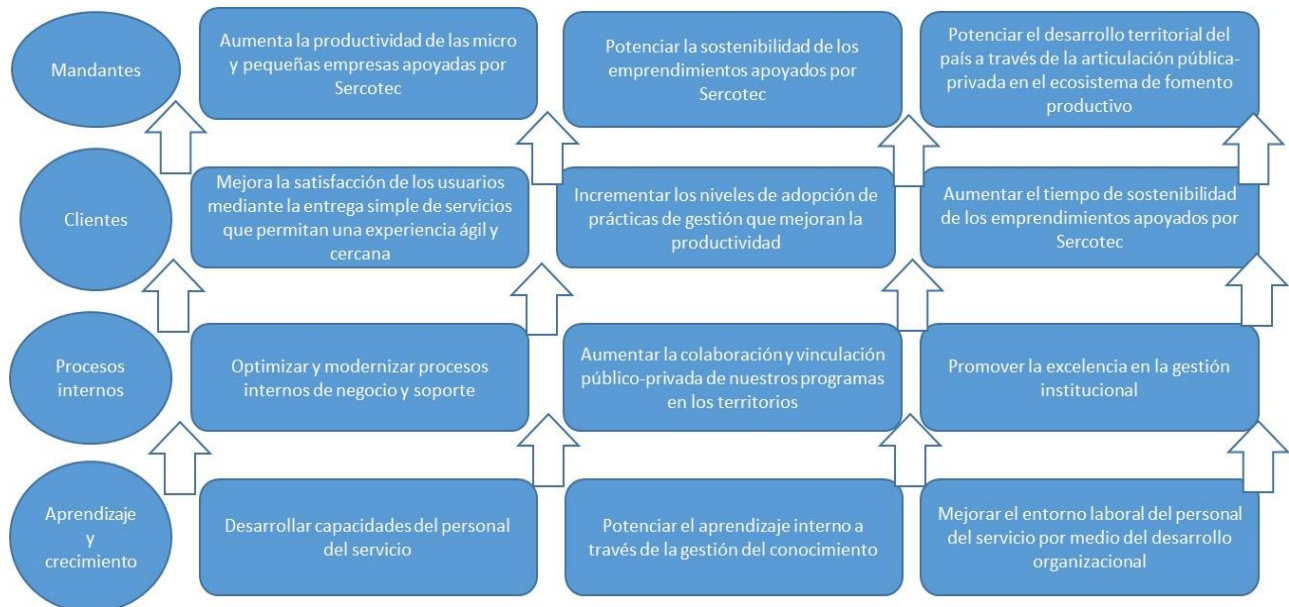 Mandantes
Aumenta la productividad de las micro
y pequeñas empresas apoyadas por
Sercotec
Potenciar la sostenibilidad de los
emprendimientos apoyados por
Sercotec
Potenciar el desarrollo territorial del
país a través de la articulación pública-
privada en el ecosistema de fomento
productivo
Clientes
Mejora la satisfacción de los usuarios
mediante la entrega simple de servicios
que permitan una experiencia ágil y
cercana
Incrementar los niveles de adopción de
prácticas de gestión que mejoran la
productividad
Aumentar el tiempo de sostenibilidad
de los emprendimientos apoyados por
Sercotec
Procesos
internos
Optimizar y modernizar procesos
internos de negocio y soporte
Aumentar la colaboración y vinculación
público-privada de nuestros programas
en los territorios
Promover la excelencia en la gestión
institucional
Aprendizaje
y
crecimiento
Desarrollar capacidades del personal
del servicio
Potenciar el aprendizaje interno a
través de la gestión del conocimiento
Mejorar el entorno laboral del personal
del servicio por medio del desarrollo
organizacional